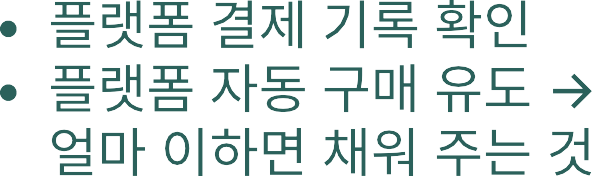 • 플랫폼 결제 기록 확인
• 플랫폼 자동 구매 유도 →
얼마 이하면 채워 주는 것